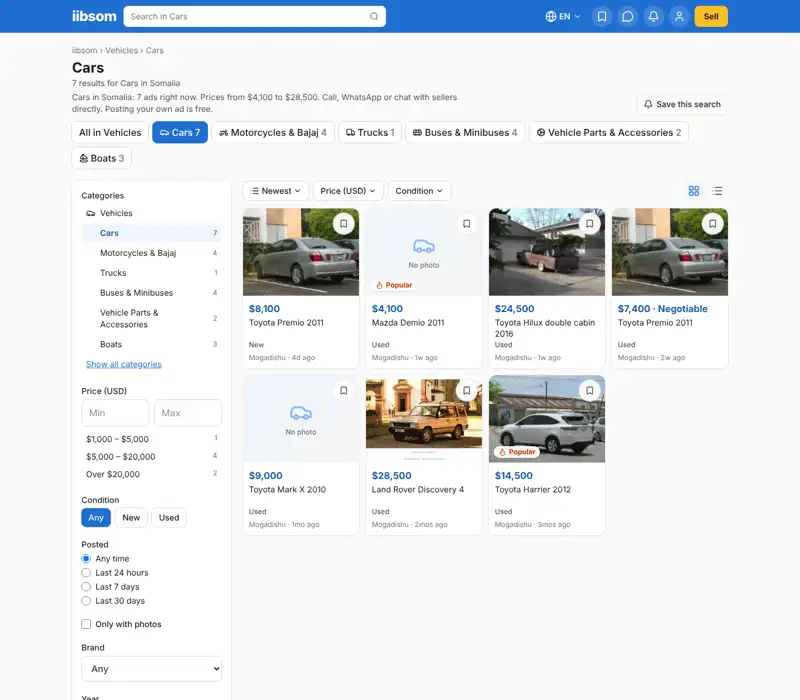 iibsom
Search in Cars
EN
Sell
iibsom › Vehicles › Cars
Cars
7 results for Cars in Somalia
Cars in Somalia: 7 ads right now. Prices from $4,100 to $28,500. Call, WhatsApp or chat with sellers
directly. Posting your own ad is free.
Save this search
All in Vehicles
Cars 7
Motorcycles & Bajaj 4
Trucks 1
Buses & Minibuses 4
Vehicle Parts & Accessories 2
Boats 3
Categories
Vehicles
Cars 7
Motorcycles & Bajaj 4
Trucks 1
Buses & Minibuses 4
Vehicle Parts &
Accessories 2
Boats 3
Show all categories
Price (USD)
Min Max
$1,000 – $5,000 1
$5,000 – $20,000 4
Over $20,000 2
Condition
Any New Used
Posted
Any time
Last 24 hours
Last 7 days
Last 30 days
Only with photos
Brand
Any
Year
Newest
Price (USD)
Condition
$8,100
Toyota Premio 2011
New
Mogadishu · 4d ago
No photo
Popular
$4,100
Mazda Demio 2011
Used
Mogadishu · 1w ago
$24,500
Toyota Hilux double cabin
2016
Used
Mogadishu · 1w ago
$7,400 · Negotiable
Toyota Premio 2011
Used
Mogadishu · 2w ago
No photo
$9,000
Toyota Mark X 2010
Used
Mogadishu · 1mo ago
$28,500
Land Rover Discovery 4
Used
Mogadishu · 2mos ago
Popular
$14,500
Toyota Harrier 2012
Used
Mogadishu · 3mos ago